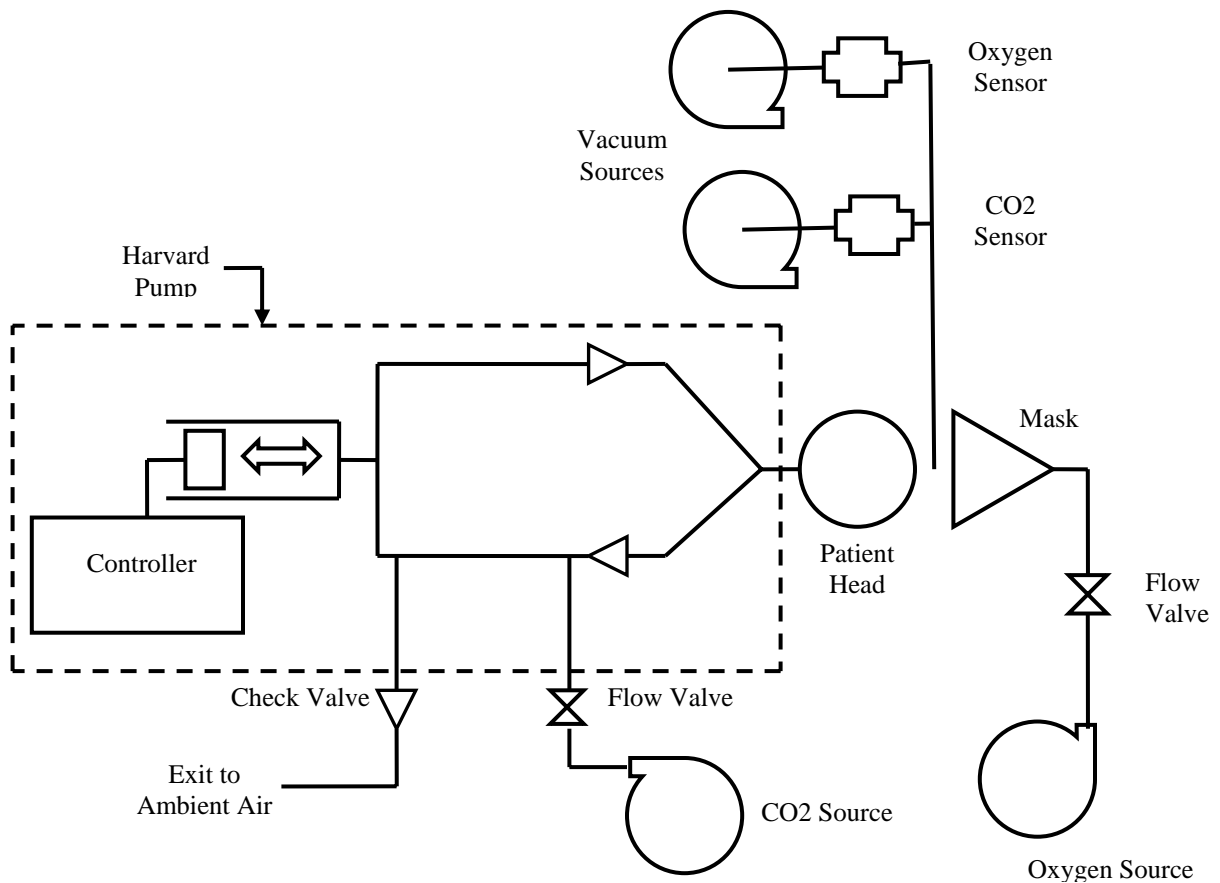 Oxygen
Sensor
Vacuum
Sources
CO2
Sensor
Harvard
Pump
Mask
Controller
Patient
Head
Flow
Valve
Check Valve
Flow Valve
Exit to
Ambient Air
CO2 Source
Oxygen Source